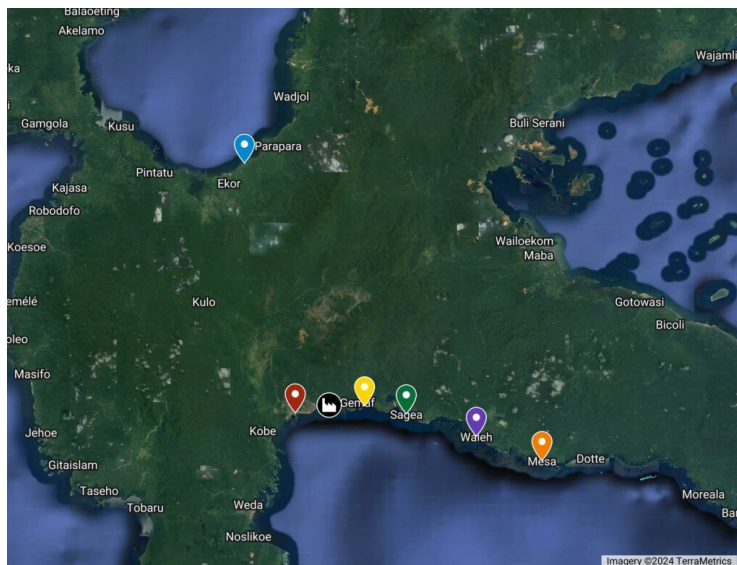 Balaoeting
Akelamo
Wajamli
ka
Wadjol
Gamgola
Kusu
Buli Serani
Parapara
Pintatu
Ekor
Kajasa
Robodofo
Koesoe
Wailoekom
Maba
emélé
Kulo
Gotowasi
Bicoli
oleo
Masifo
Gemaf
Sagea
Jehoe
Kobe
Waleh
Gitaislam
Mesa
Dotte
Taseho
Moreala
Tobaru
Weda
Ba
Noslikoe
Imagery ©2024 TerraMetrics